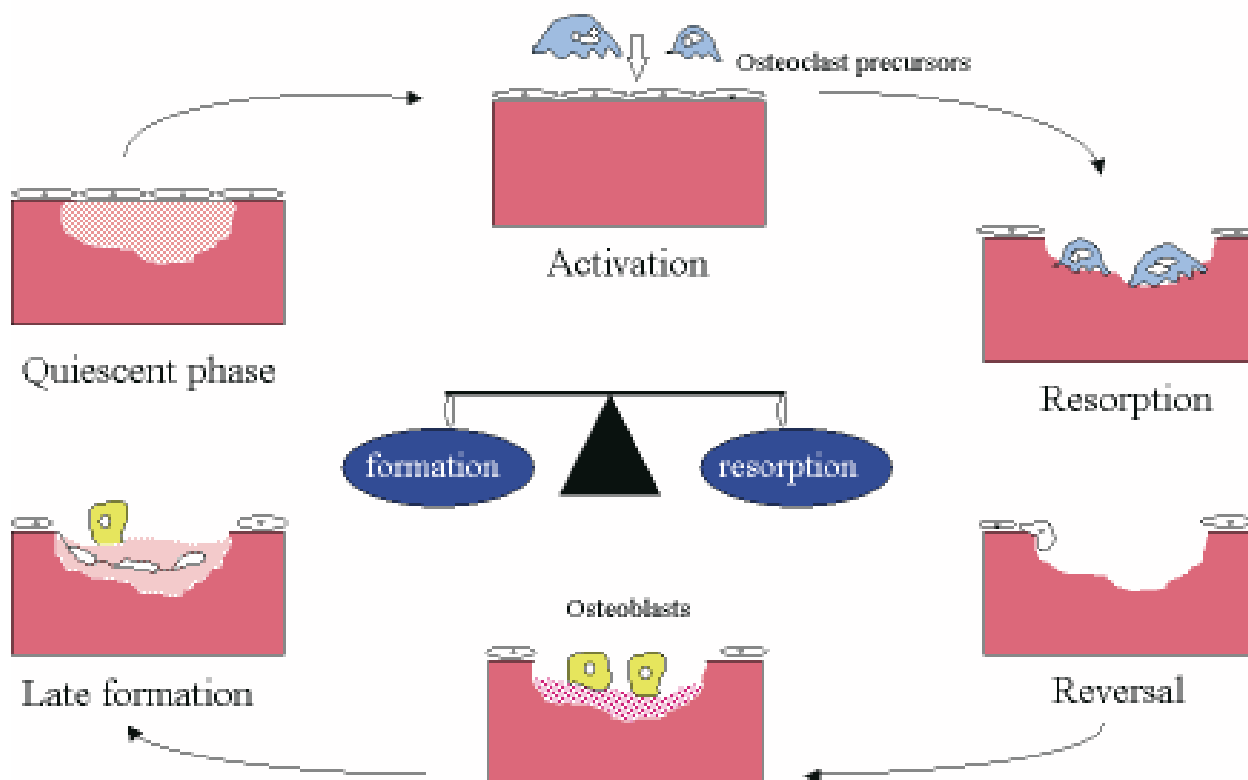 Osteoclast precursors
Activation
Quiescent phase
Resorption
formation
resorption
Osteoblasts
Late formation
Reversal